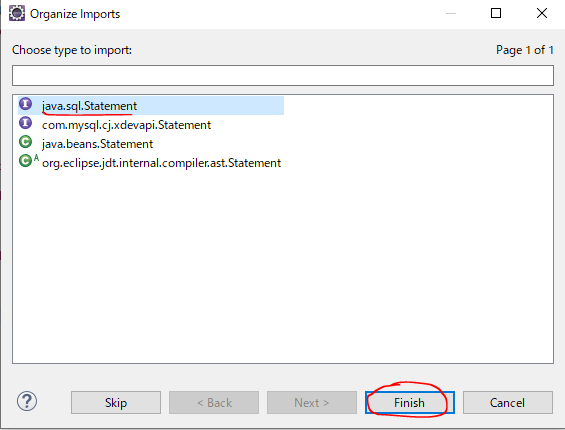 Organize Imports
Choose type to import:
Page 1 of 1
I java.sql.Statement
I com.mysql.cj.xdevapi.Statement
C java.beans.Statement
C A org.eclipse.jdt.internal.compiler.ast.Statement
? Skip < Back Next > Finish Cancel